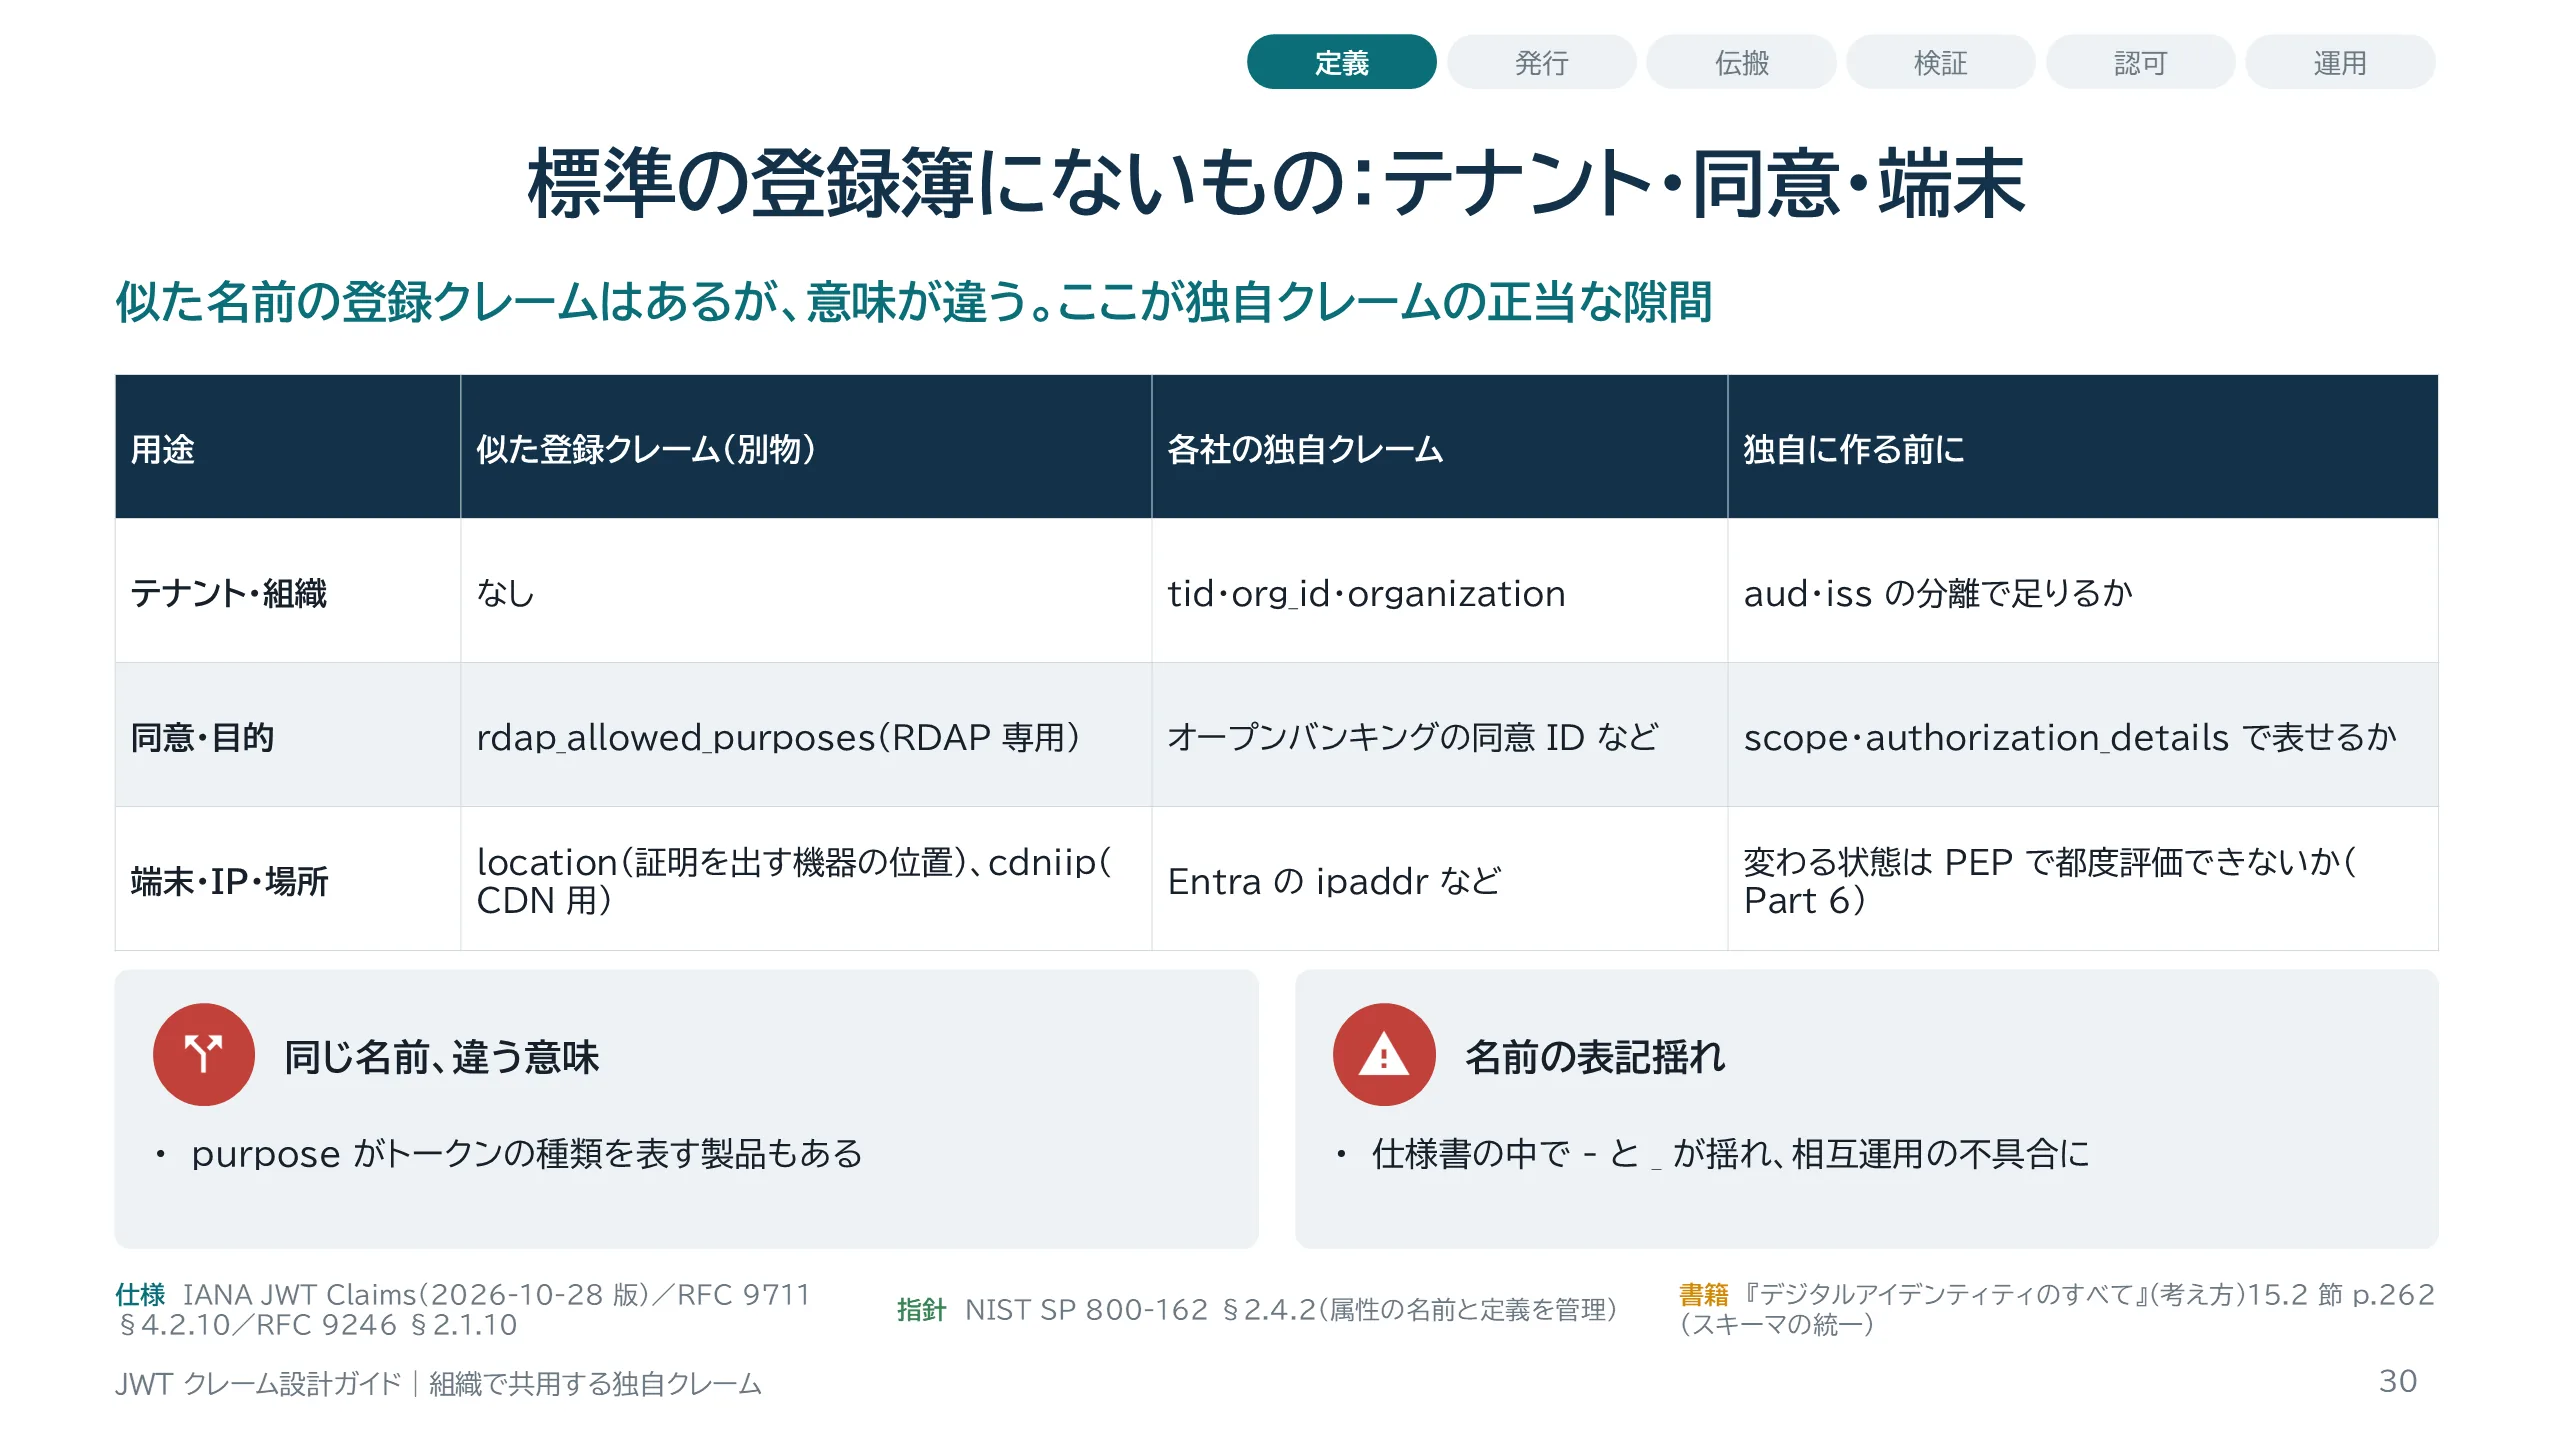 定義
発行
伝搬
検証
認可
運用
標準の登録簿にないもの：テナント・同意・端末
似た名前の登録クレームはあるが、意味が違う。ここが独自クレームの正当な隙間
用途
似た登録クレーム（別物）
各社の独自クレーム
独自に作る前に
テナント・組織
なし
tid・org_id・organization
aud・iss の分離で足りるか
同意・目的
rdap_allowed_purposes（RDAP 専用）
オープンバンキングの同意 ID など
scope・authorization_details で表せるか
端末・IP・場所
location（証明を出す機器の位置）、cdniip（
CDN 用）
Entra の ipaddr など
変わる状態は PEP で都度評価できないか（
Part 6）
同じ名前、違う意味
・ purpose がトークンの種類を表す製品もある
名前の表記揺れ
・ 仕様書の中で - と _ が揺れ、相互運用の不具合に
仕様 IANA JWT Claims（2026-10-28 版）／RFC 9711
§4.2.10／RFC 9246 §2.1.10
指針 NIST SP 800-162 §2.4.2（属性の名前と定義を管理）
書籍 『デジタルアイデンティティのすべて』（考え方）15.2 節 p.262
（スキーマの統一）
JWT クレーム設計ガイド｜組織で共用する独自クレーム
30